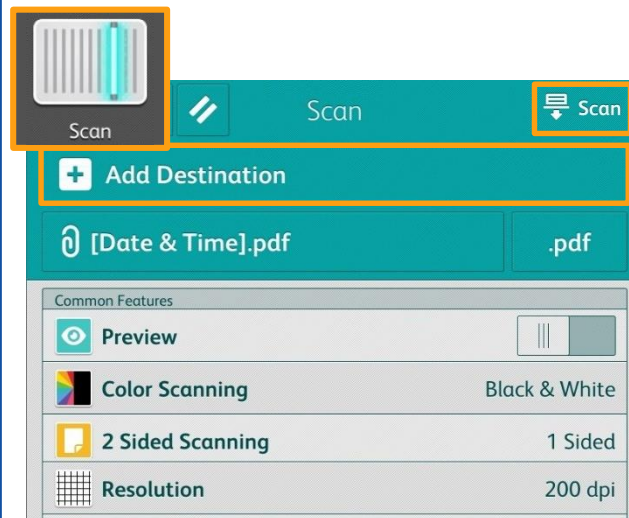 Scan
Scan
Scan
Add Destination
[Date & Time].pdf
.pdf
Common Features
Preview
Color Scanning
Black & White
2 Sided Scanning
1 Sided
Resolution
200 dpi